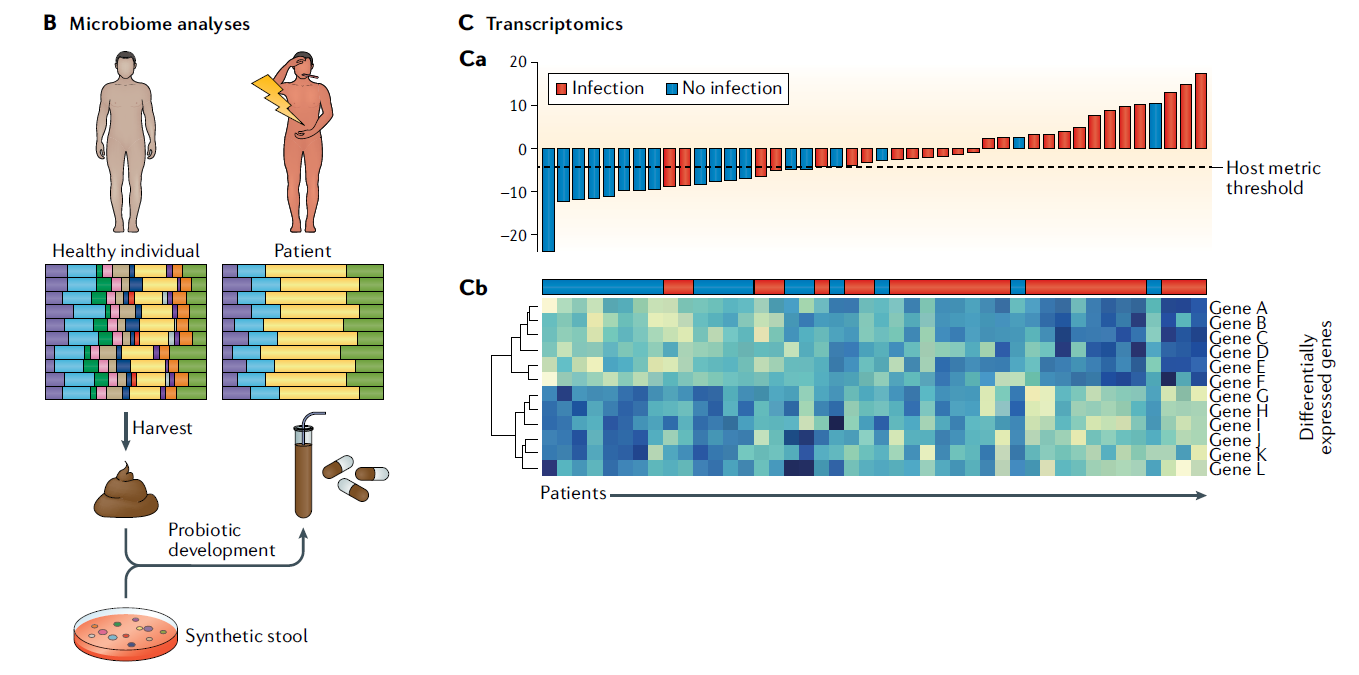 B Microbiome analyses
Healthy individual
Patient
Harvest
Probiotic
development
Synthetic stool
C Transcriptomics
Ca
20
10
0
–10
–20
Infection
No infection
Host metric
threshold
Cb
Gene A
Gene B
Gene C
Gene D
Gene E
Gene F
Gene G
Gene H
Gene I
Gene J
Gene K
Gene L
Differentially
expressed genes
Patients